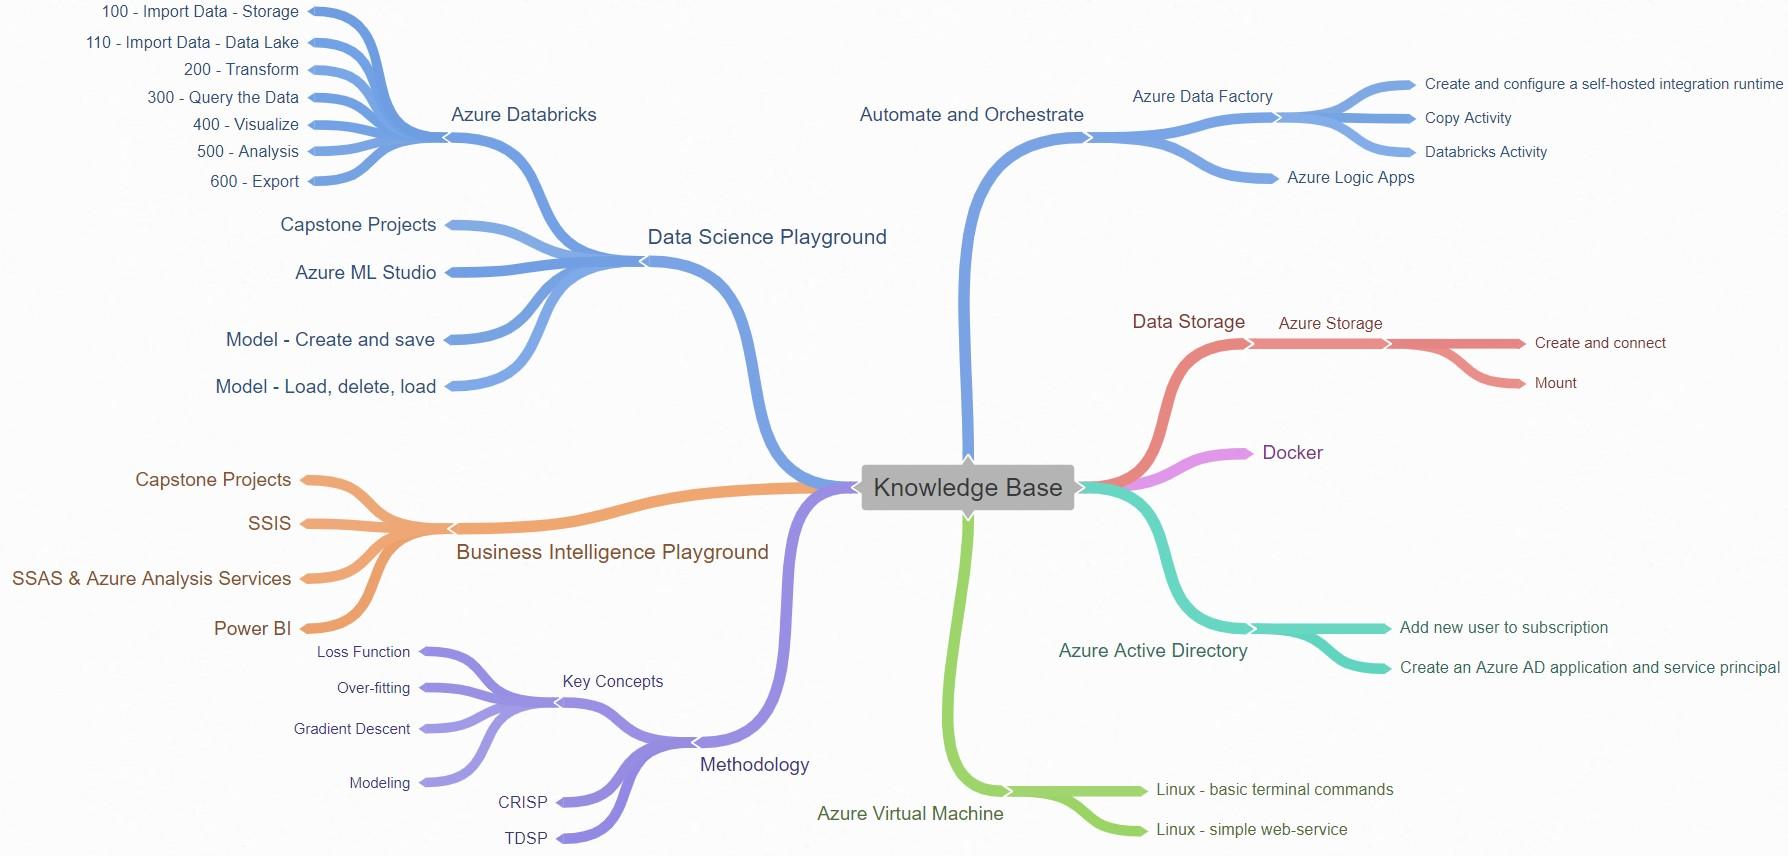 100 - Import Data - Storage
110 - Import Data - Data Lake
200 - Transform
300 - Query the Data
400 - Visualize
500 - Analysis
600 - Export
Azure Databricks
Capstone Projects
Azure ML Studio
Model - Create and save
Model - Load, delete, load
Data Science Playground
Capstone Projects
SSIS
SSAS & Azure Analysis Services
Power BI
Business Intelligence Playground
Loss Function
Over-fitting
Gradient Descent
Modeling
Key Concepts
CRISP
TDSP
Methodology
Knowledge Base
Automate and Orchestrate
Azure Data Factory
Create and configure a self-hosted integration runtime
Copy Activity
Databricks Activity
Azure Logic Apps
Data Storage
Azure Storage
Create and connect
Mount
Docker
Azure Active Directory
Add new user to subscription
Create an Azure AD application and service principal
Azure Virtual Machine
Linux - basic terminal commands
Linux - simple web-service